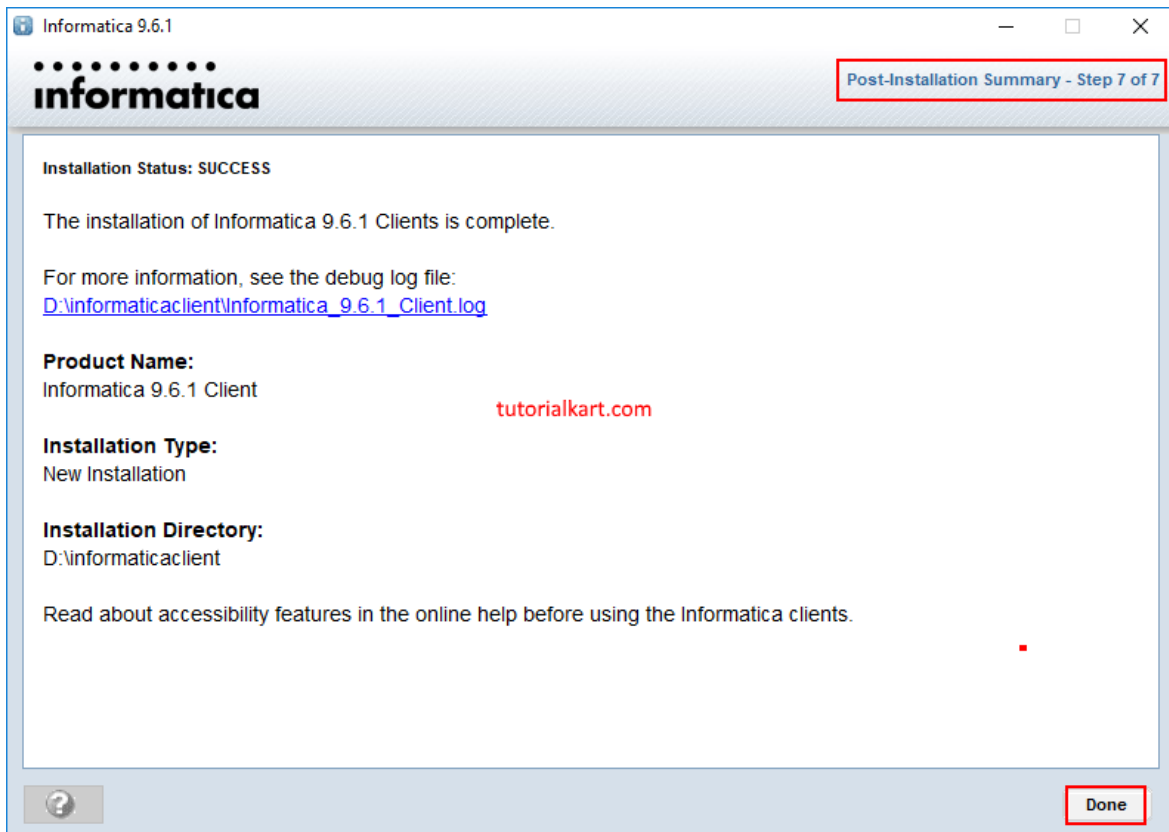 Informatica 9.6.1
informatica
Post-Installation Summary - Step 7 of 7
Installation Status: SUCCESS
The installation of Informatica 9.6.1 Clients is complete.
For more information, see the debug log file:
D:\informaticaclient\Informatica_9.6.1_Client.log
Product Name:
Informatica 9.6.1 Client
tutorialkart.com
Installation Type:
New Installation
Installation Directory:
D:\informaticaclient
Read about accessibility features in the online help before using the Informatica clients.
?
Done